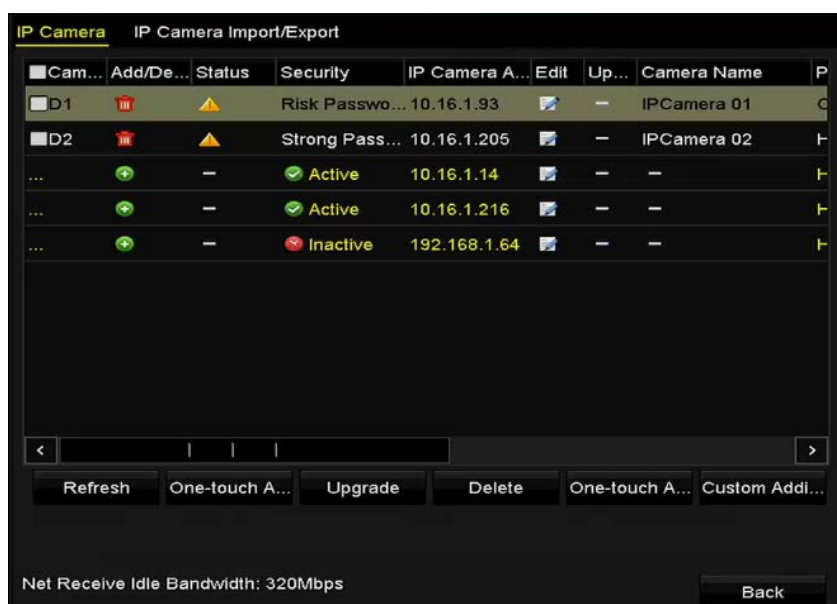 IP Camera IP Camera Import/Export
Cam... Add/De... Status Security IP Camera A... Edit Up... Camera Name P
D1 Risk Passwo... 10.16.1.93 – IPCamera 01
D2 Strong Pass... 10.16.1.205 – IPCamera 02 H
... – Active 10.16.1.14 – – H
... – Active 10.16.1.216 – – H
... – Inactive 192.168.1.64 – – H
Refresh One-touch A... Upgrade Delete One-touch A... Custom Addi...
Net Receive Idle Bandwidth: 320Mbps Back